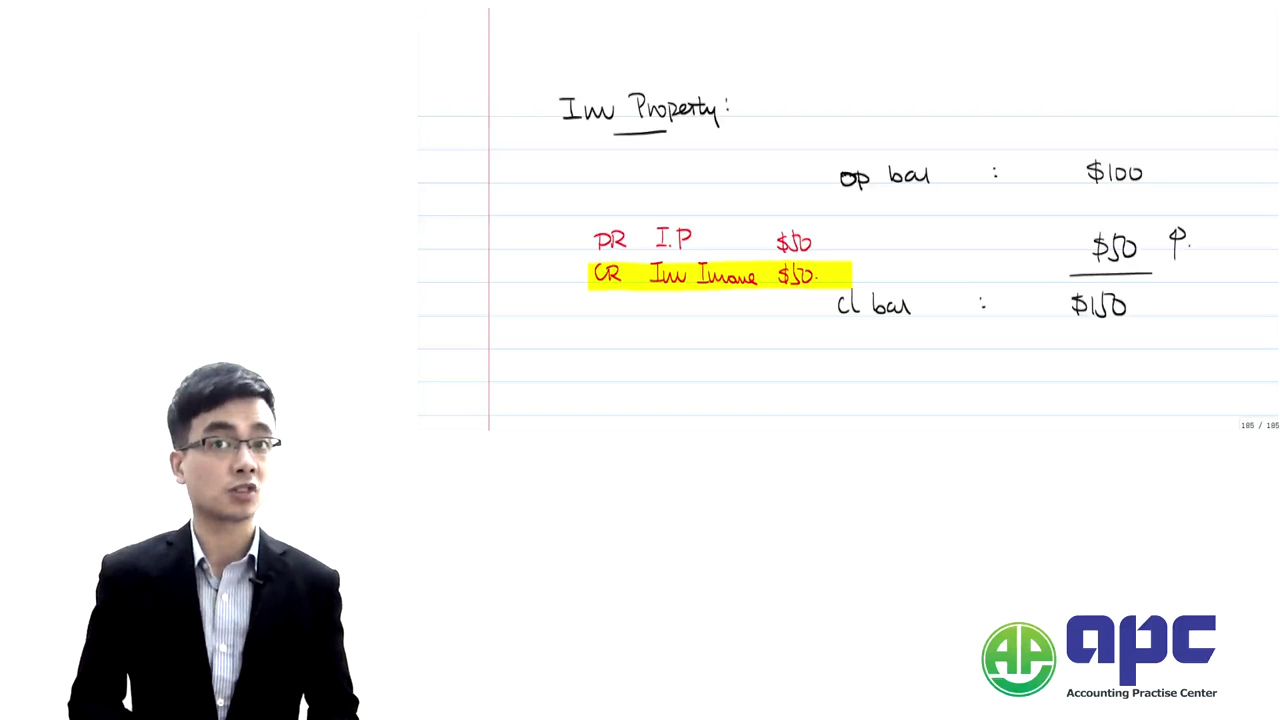 Inv Property:
op bal : $100
DR I.P $50
$50 ↑.
CR Inv Income $50.
cl bal : $150
185 / 185
AP
apc
Accounting Practise Center